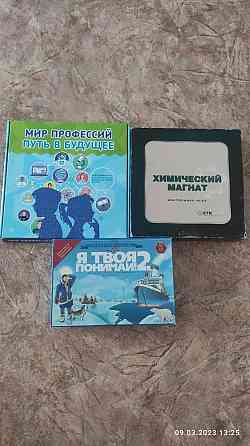 МИР ПРОФЕССИЙ
ПУТЬ В БУДУЩЕЕ
ХИМИЧЕСКИЙ
МАГНАТ
Я ТВОЯ
ПОНИМАЙ! 2
09.03.2023 13:25